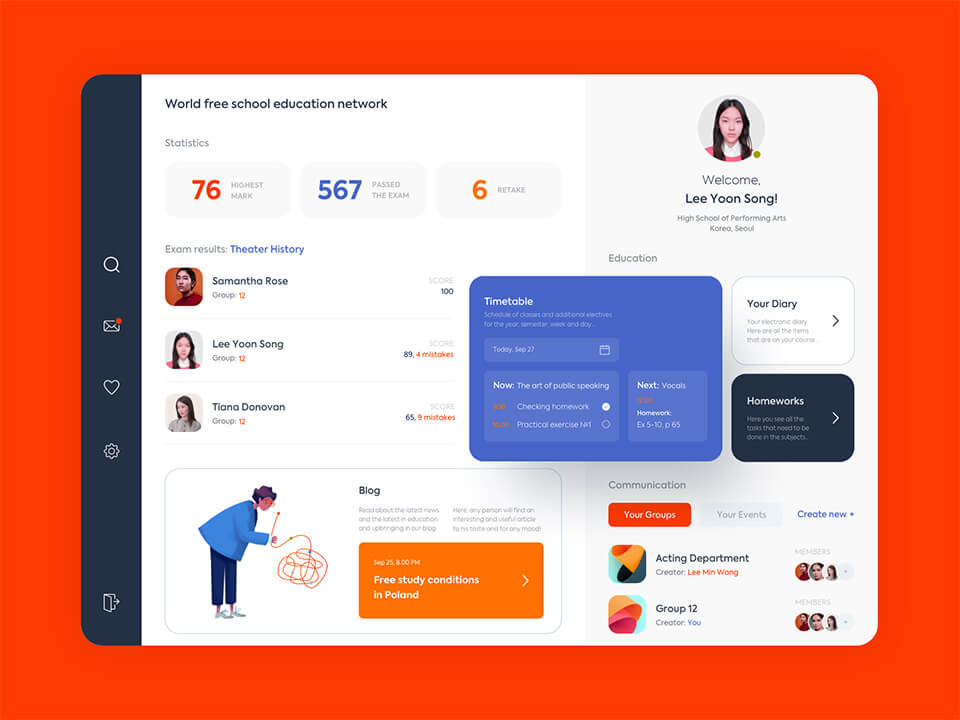 World free school education network
Statistics
76
HIGHEST
MARK
567
PASSED
THE EXAM
6
RETAKE
Exam results: Theater History
Samantha Rose
Group: 12
SCORE
100
Lee Yoon Song
Group: 12
SCORE
89, 4 mistakes
Tiana Donovan
Group: 12
SCORE
65, 9 mistakes
Blog
Read about the latest news
and the latest in education
and upbringing in our blog
Here, any person will find an
interesting and useful article
to his taste and for any mood!
Sep 25, 8.00 PM
Free study conditions
in Poland
Welcome,
Lee Yoon Song!
High School of Performing Arts
Korea, Seoul
Education
Timetable
Schedule of classes and additional electives
for the year, semester, week and day...
Today, Sep 27
Now: The art of public speaking
Checking homework
Practical exercise №1
Next: Vocals
Homework:
Ex 5-10, p 65
Your Diary
Your electronic diary
Here are all the items
that are on your course...
Homeworks
Here you see all the
tasks that need to be
done in the subjects...
Communication
Your Groups
Your Events
Create new +
Acting Department
Creator: Lee Min Wang
MEMBERS
+
Group 12
Creator: You
MEMBERS
+